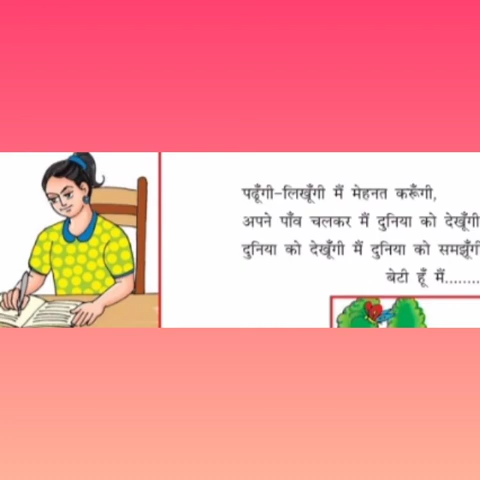 पढूँगी-लिखूँगी मैं मेहनत करूँगी,
अपने पाँव चलकर मैं दुनिया को देखूँगी
दुनिया को देखूँगी मैं दुनिया को समझूँगी
बेटी हूँ मैं........